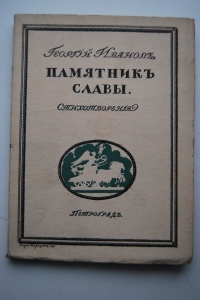 Георгій Ивановъ.
ПАМЯТНИКЪ
СЛАВЫ.
Стихотворенія
Петроградъ.